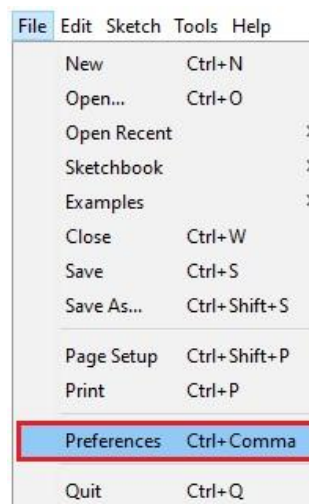 File Edit Sketch Tools Help
New Ctrl+N
Open... Ctrl+O
Open Recent
Sketchbook
Examples
Close Ctrl+W
Save Ctrl+S
Save As... Ctrl+Shift+S
Page Setup Ctrl+Shift+P
Print Ctrl+P
Preferences Ctrl+Comma
Quit Ctrl+Q